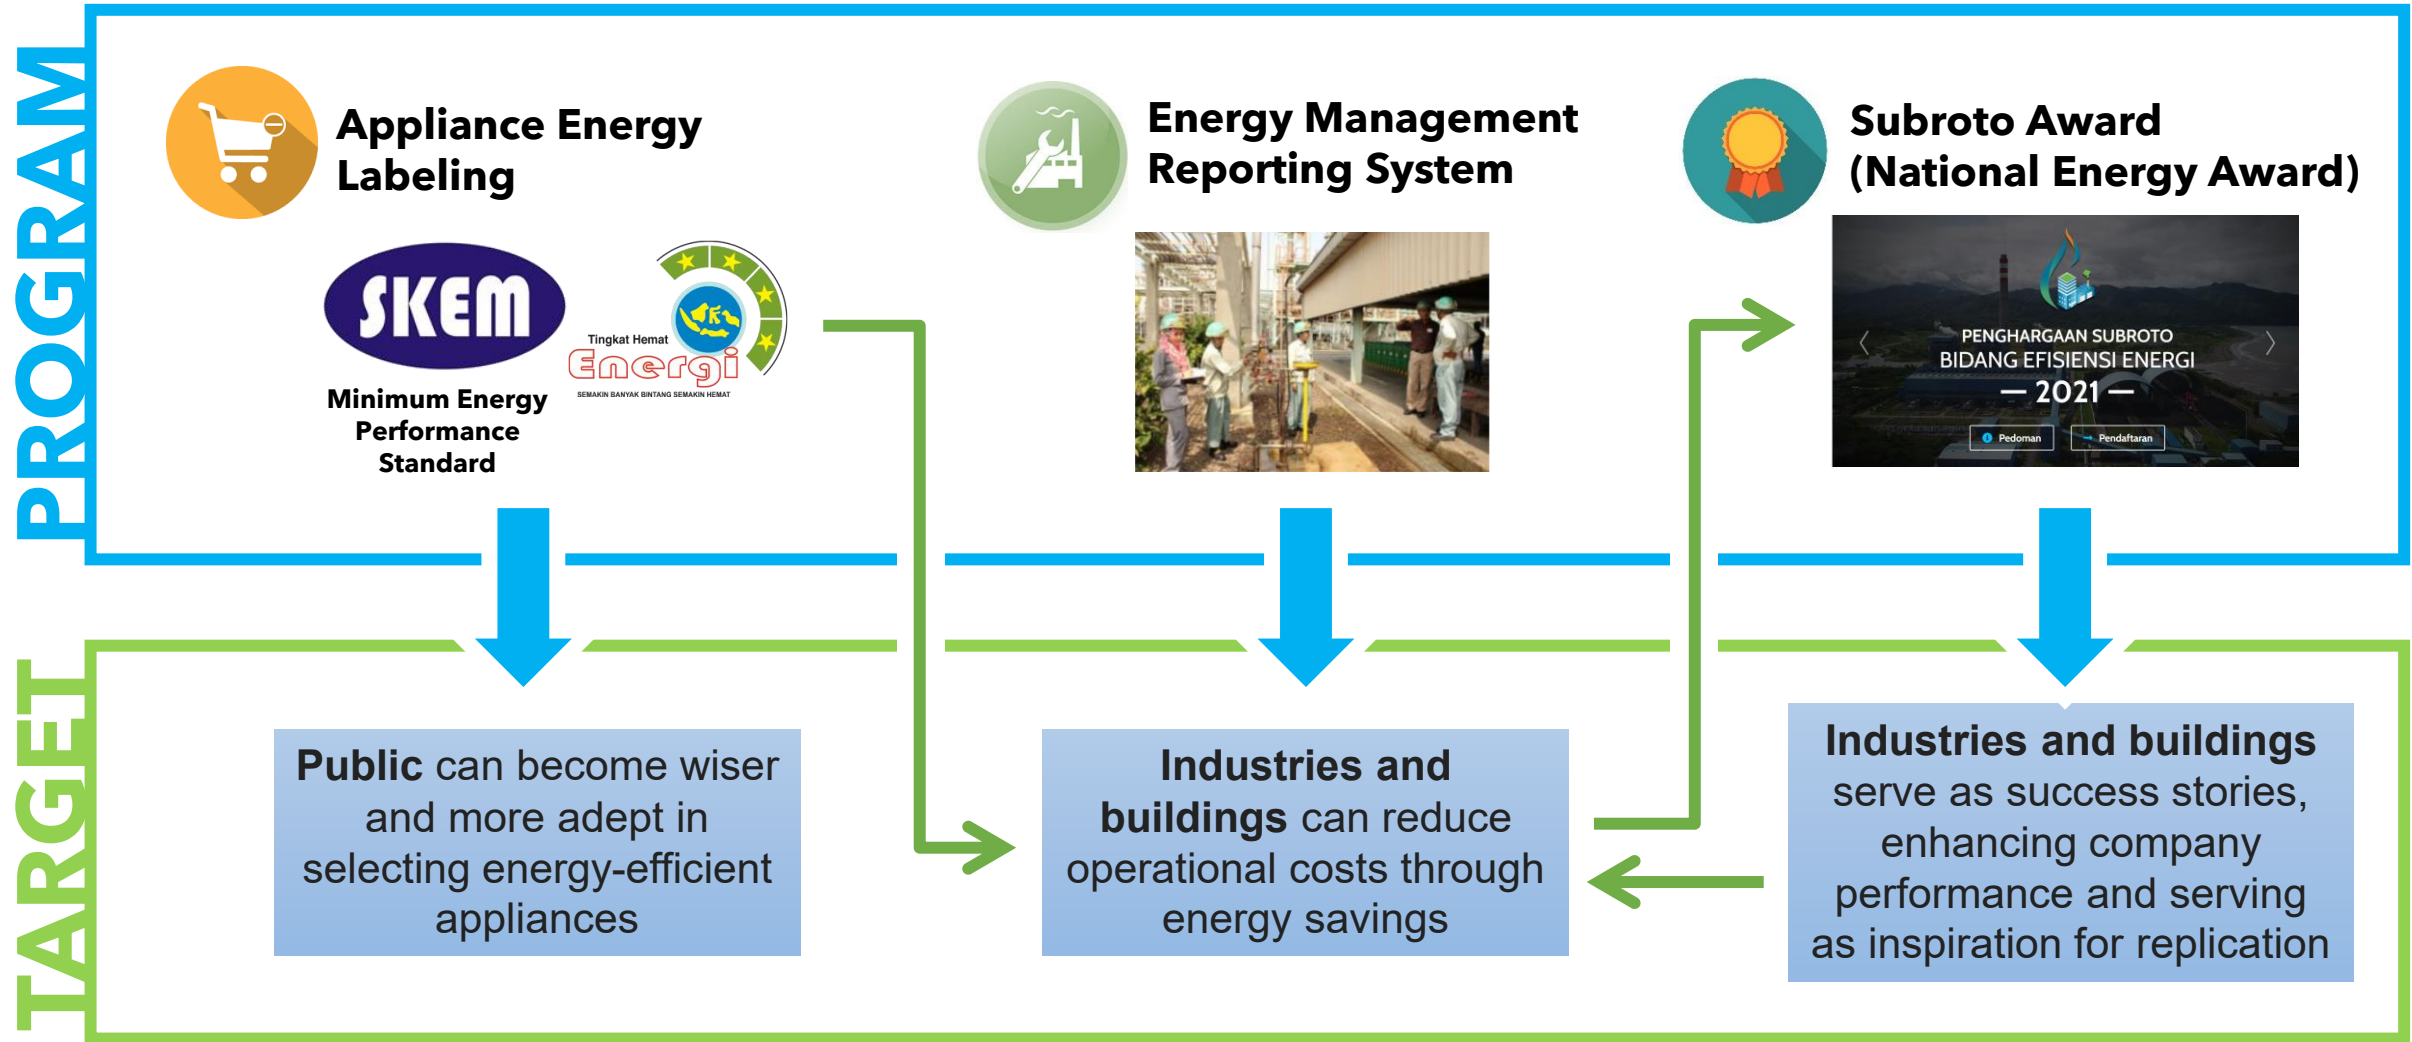 PROGRAM
Appliance Energy
Labeling
SKEM
Minimum Energy
Performance
Standard
Tingkat Hemat
Energi
SEMAKIN BANYAK BINTANG SEMAKIN HEMAT
Energy Management
Reporting System
Subroto Award
(National Energy Award)
PENGHARGAAN SUBROTO
BIDANG EFISIENSI ENERGI
— 2021 —
Pedoman
Pendaftaran
TARGET
Public can become wiser
and more adept in
selecting energy-efficient
appliances
Industries and
buildings can reduce
operational costs through
energy savings
Industries and buildings
serve as success stories,
enhancing company
performance and serving
as inspiration for replication